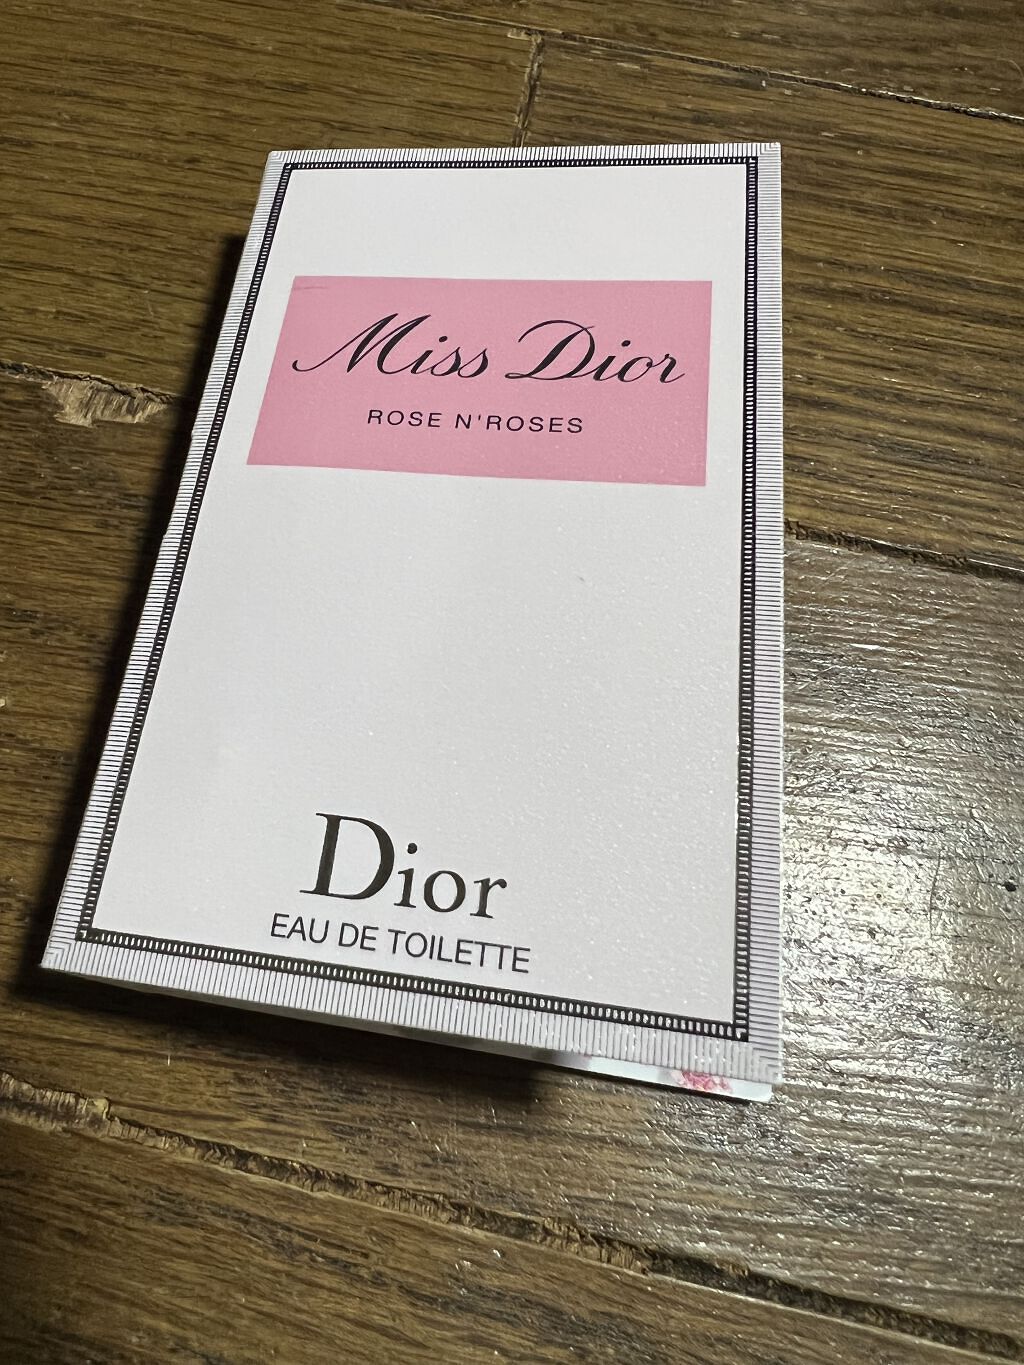 Miss Dior
ROSE N'ROSES
Dior
EAU DE TOILETTE